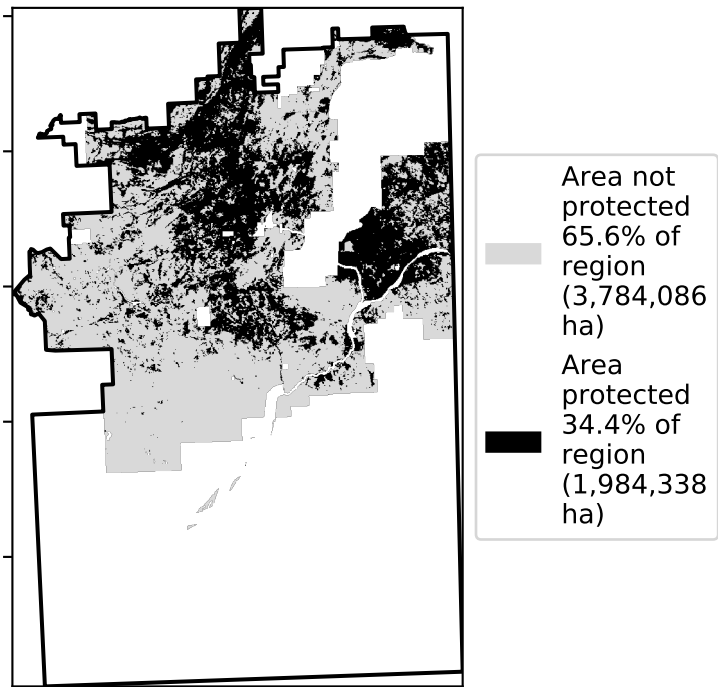 Area not
protected
65.6% of
region
(3,784,086
ha)
Area
protected
34.4% of
region
(1,984,338
ha)